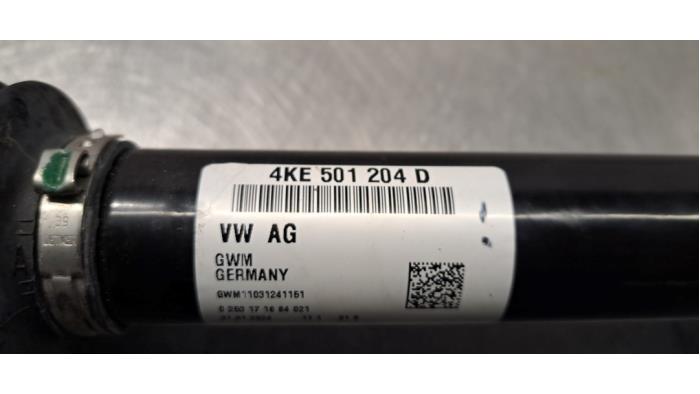 4KE 501 204 D
VW AG
GWM
GERMANY
GWM11031241151